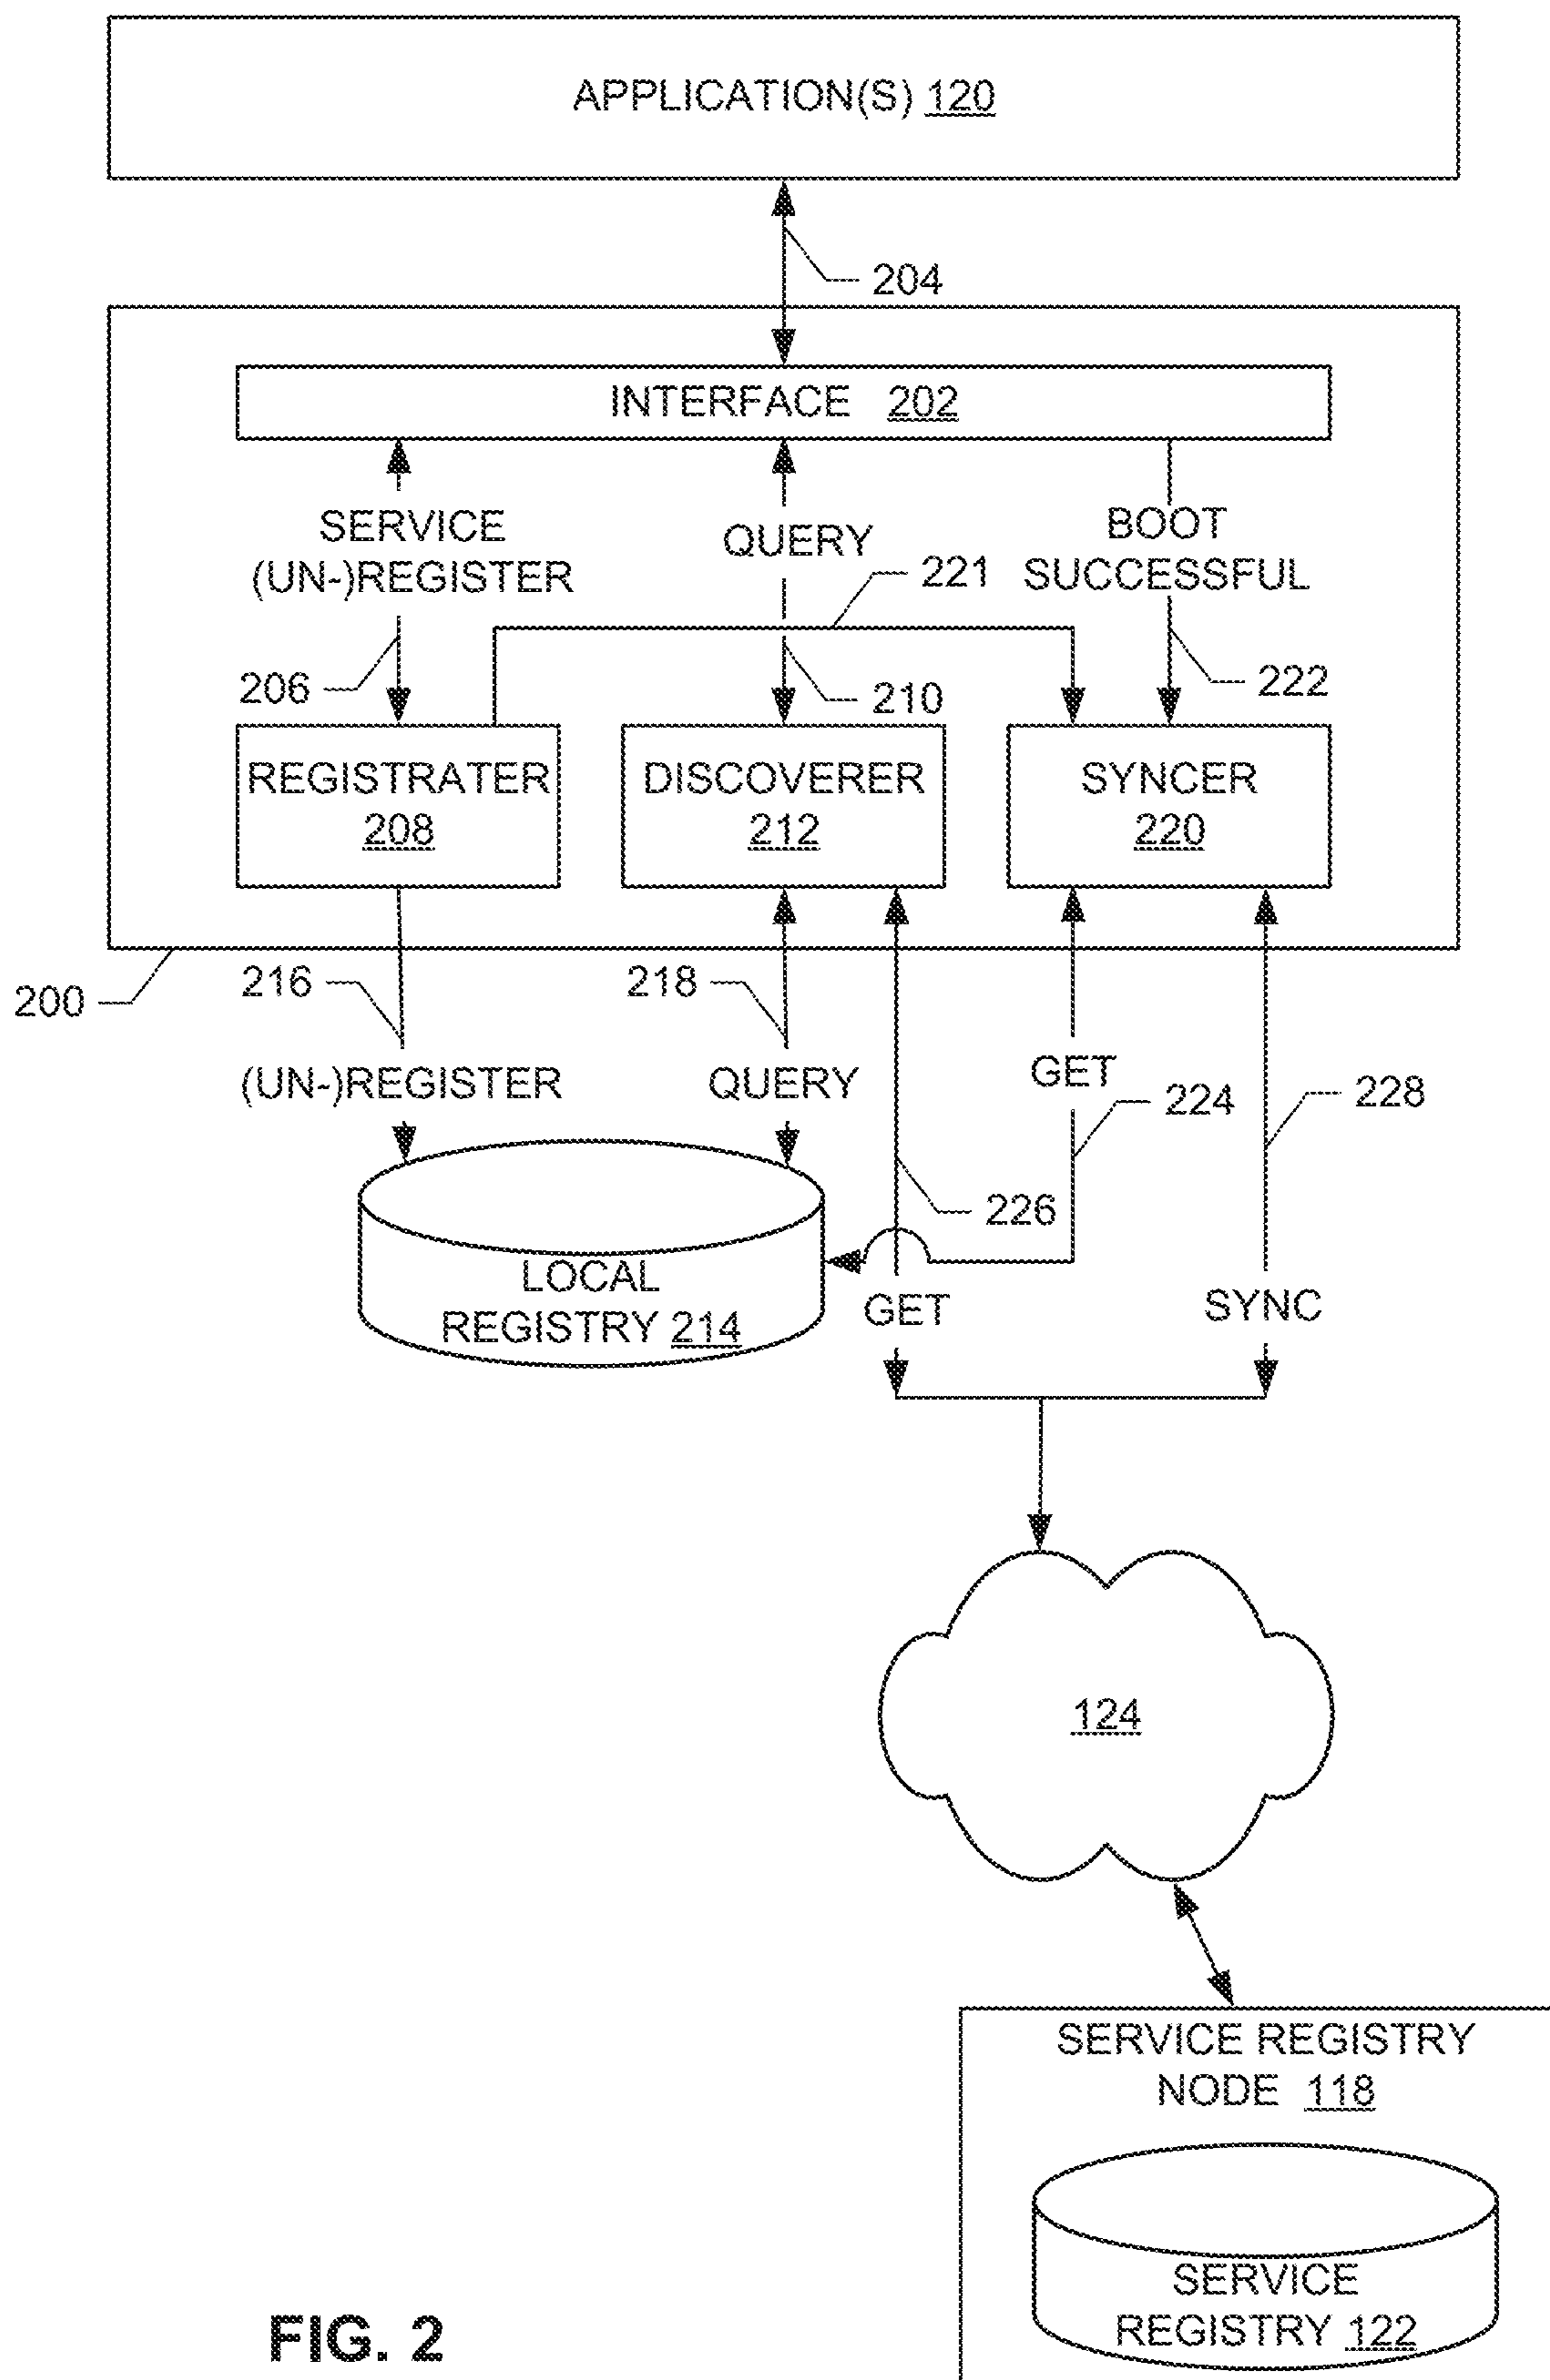 APPLICATION(S) 120
204
INTERFACE 202
SERVICE
(UN-)REGISTER
QUERY
BOOT
SUCCESSFUL
221
206
210
222
REGISTRATER
208
DISCOVERER
212
SYNCER
220
200
216
218
(UN-)REGISTER
QUERY
GET
224
228
226
LOCAL
REGISTRY 214
GET
SYNC
124
SERVICE REGISTRY
NODE 118
SERVICE
REGISTRY 122
FIG. 2